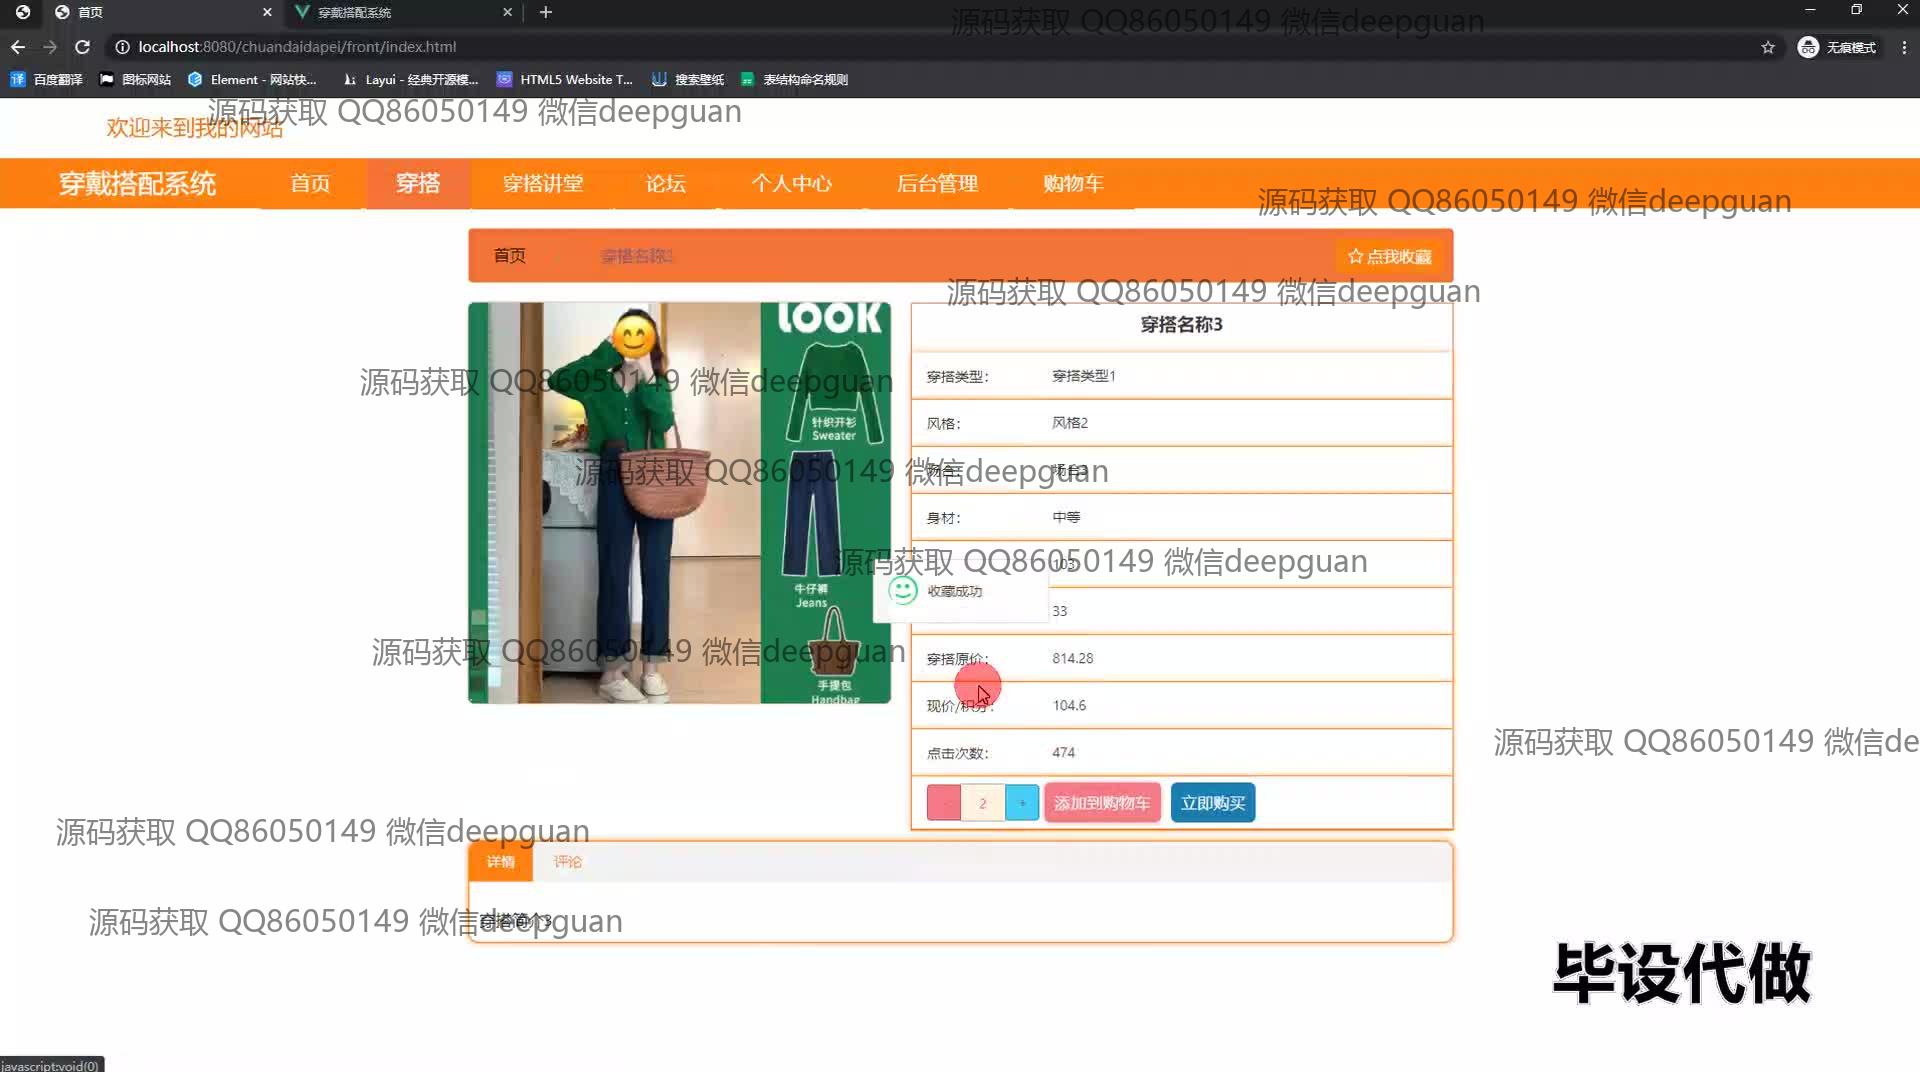 首页
穿戴搭配系统
localhost:8080/chuandaidapei/front/index.html
无痕模式
百度翻译
图标网站
Element - 网站快...
Layui - 经典开源模...
HTML5 Website T...
搜索壁纸
表结构命名规则
源码获取 QQ86050149 微信deepguan
源码获取 QQ86050149 微信deepguan
欢迎来到我的网站
穿戴搭配系统
首页
穿搭
穿搭讲堂
论坛
个人中心
后台管理
购物车
源码获取 QQ86050149 微信deepguan
首页
穿搭名称3
点我收藏
源码获取 QQ86050149 微信deepguan
LOOK
针织开衫
Sweater
牛仔裤
Jeans
手提包
Handbag
穿搭名称3
穿搭类型：
穿搭类型1
源码获取 QQ86050149 微信deepguan
风格：
风格2
场合：
场合3
源码获取 QQ86050149 微信deepguan
身材：
中等
源码获取 QQ86050149 微信deepguan
103
收藏成功
33
源码获取 QQ86050149 微信deepguan
穿搭原价：
814.28
现价/积分：
104.6
源码获取 QQ86050149 微信de
点击次数：
474
-
2
+
添加到购物车
立即购买
源码获取 QQ86050149 微信deepguan
详情
评论
穿搭简介3
源码获取 QQ86050149 微信deepguan
毕设代做
javascript:void(0)